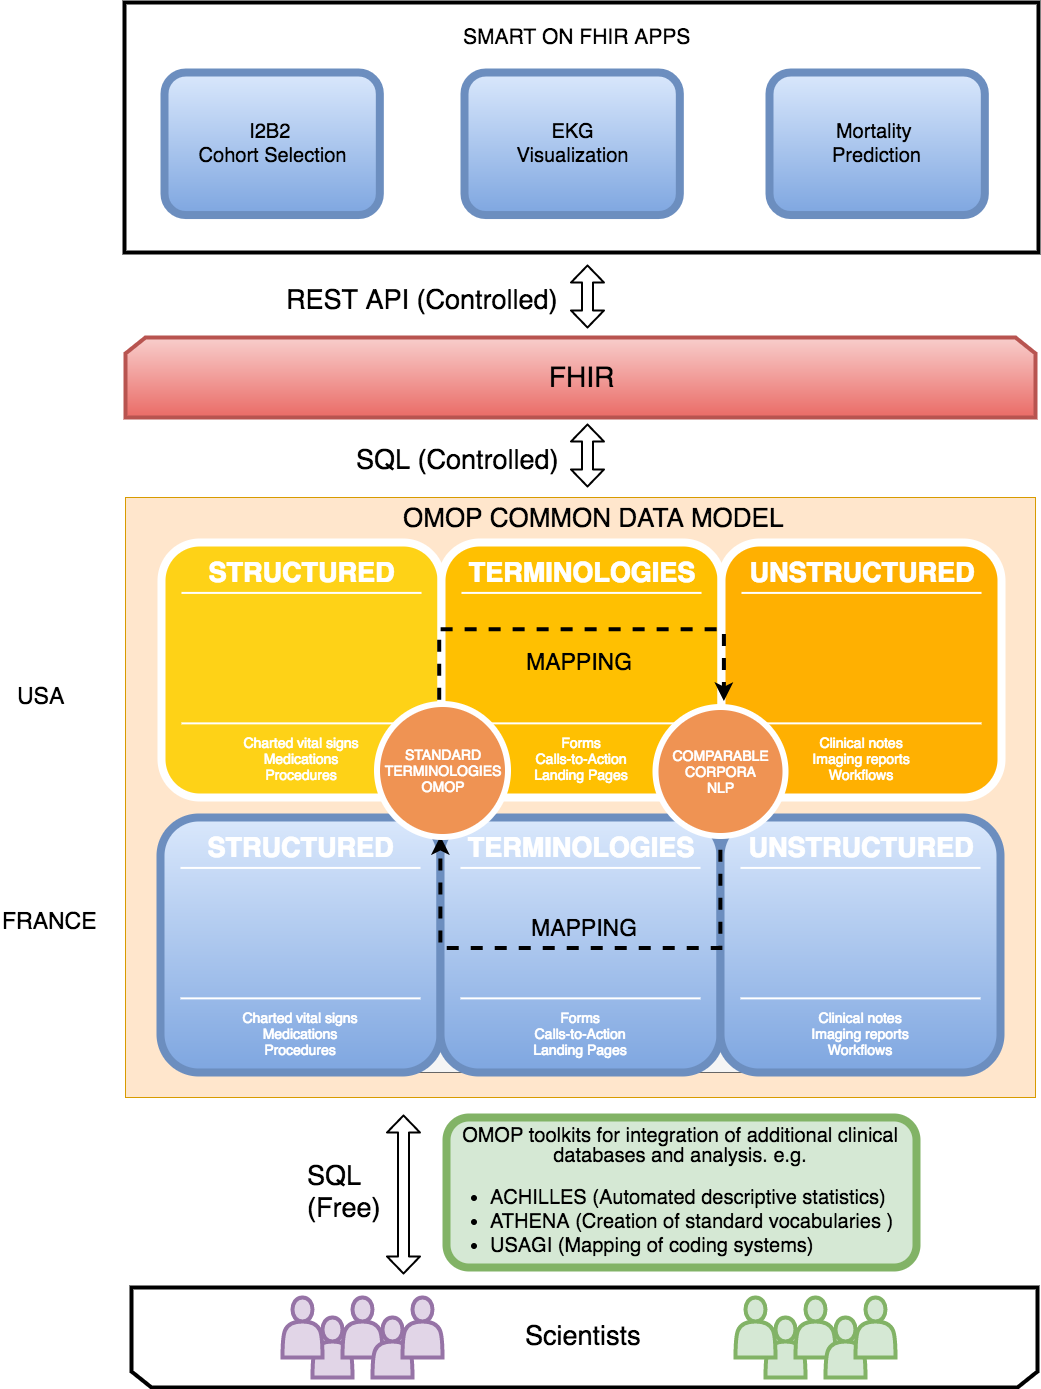 SMART ON FHIR APPS
I2B2
Cohort Selection
EKG
Visualization
Mortality
Prediction
REST API (Controlled)
FHIR
SQL (Controlled)
OMOP COMMON DATA MODEL
STRUCTURED
TERMINOLOGIES
UNSTRUCTURED
MAPPING
USA
Charted vital signs
Medications
Procedures
STANDARD
TERMINOLOGIES
OMOP
Forms
Calls-to-Action
Landing Pages
COMPARABLE
CORPORA
NLP
Clinical notes
Imaging reports
Workflows
STRUCTURED
TERMINOLOGIES
UNSTRUCTURED
FRANCE
MAPPING
Charted vital signs
Medications
Procedures
Forms
Calls-to-Action
Landing Pages
Clinical notes
Imaging reports
Workflows
SQL
(Free)
OMOP toolkits for integration of additional clinical
databases and analysis. e.g.
• ACHILLES (Automated descriptive statistics)
• ATHENA (Creation of standard vocabularies )
• USAGI (Mapping of coding systems)
Scientists